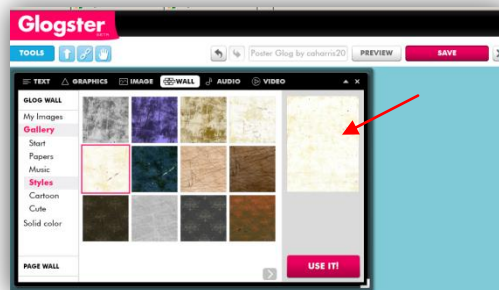 Glogster
BETA
TOOLS
Poster Glog by caharris20
PREVIEW
SAVE
TEXT
GRAPHICS
IMAGE
WALL
AUDIO
VIDEO
GLOG WALL
My Images
Gallery
Start
Papers
Music
Styles
Cartoon
Cute
Solid color
PAGE WALL
USE IT!